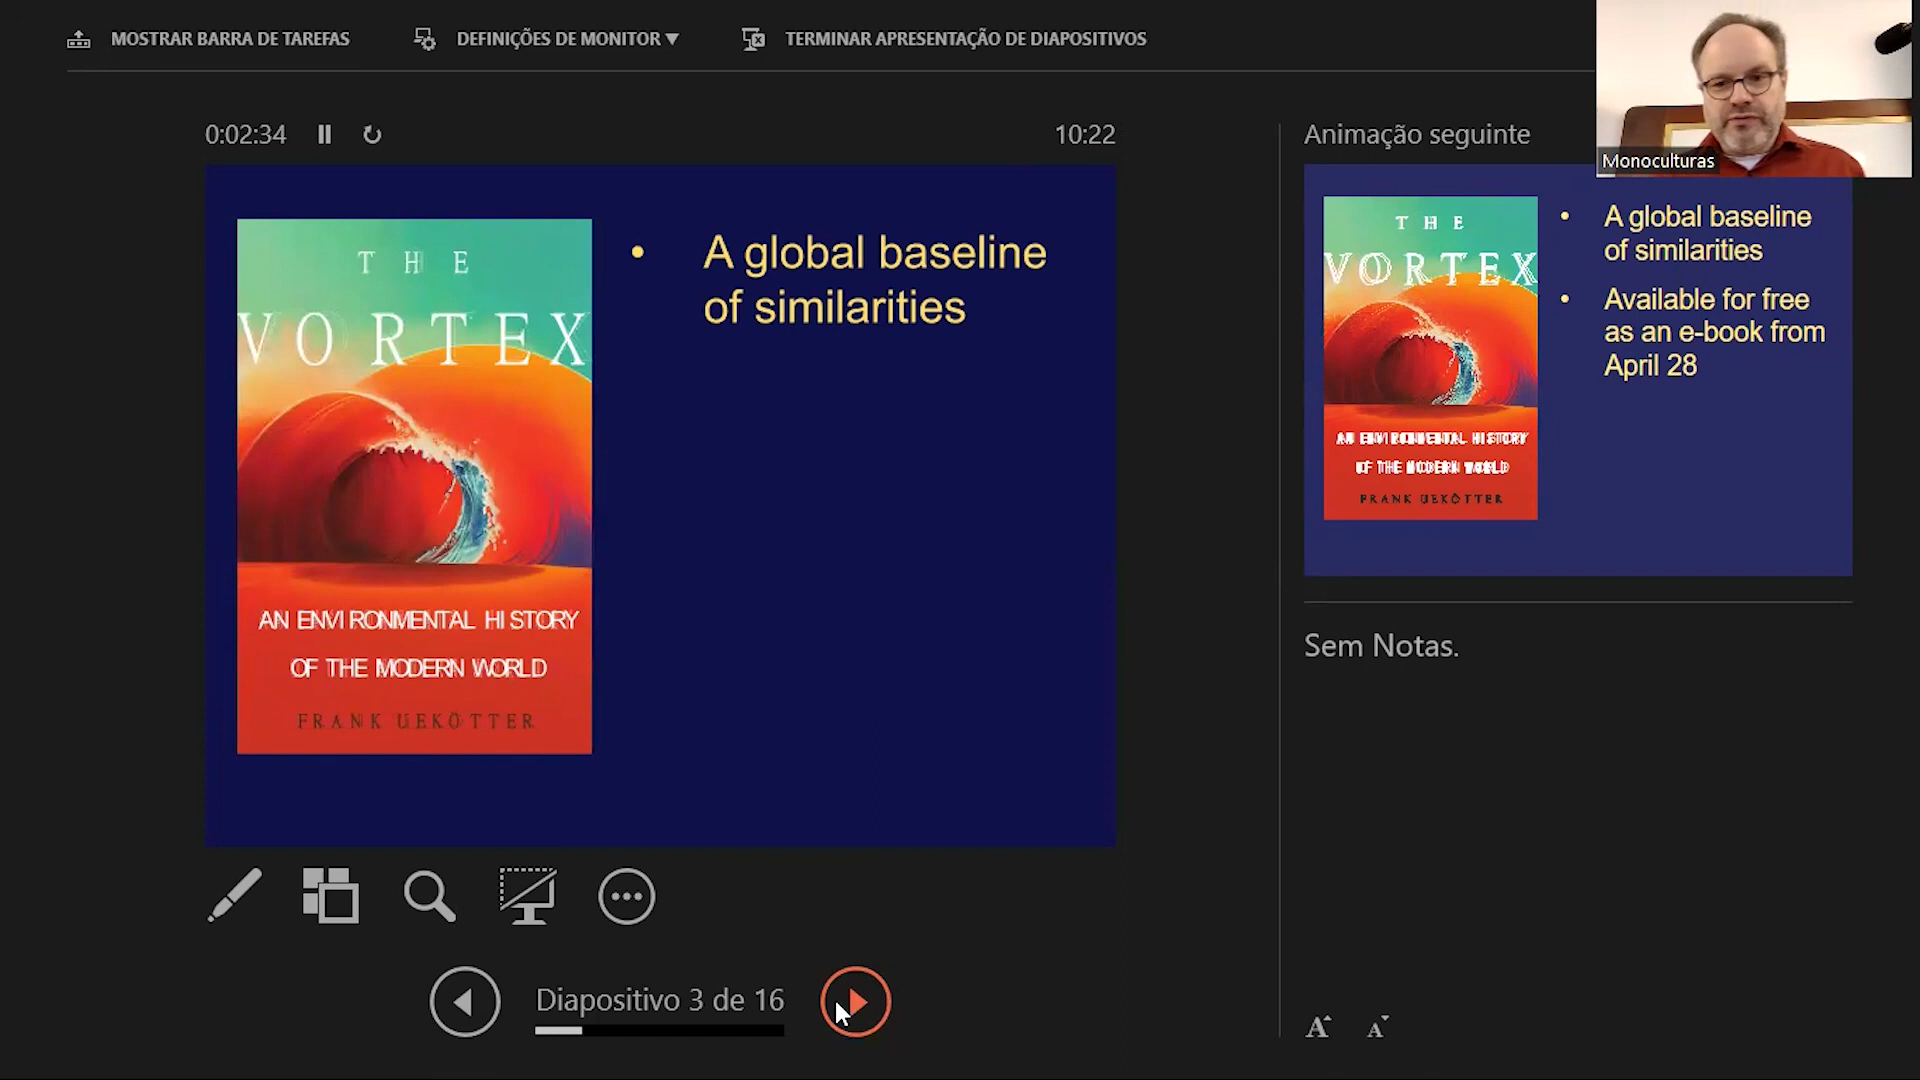 MOSTRAR BARRA DE TAREFAS
DEFINIÇÕES DE MONITOR
TERMINAR APRESENTAÇÃO DE DIAPOSITIVOS
Monoculturas
0:02:34
10:22
THE
VORTEX
AN ENVIRONMENTAL HISTORY
OF THE MODERN WORLD
FRANK UEKÖTTER
• A global baseline
of similarities
Animação seguinte
THE
VORTEX
AN ENVIRONMENTAL HISTORY
OF THE MODERN WORLD
FRANK UEKÖTTER
• A global baseline
of similarities
• Available for free
as an e-book from
April 28
Sem Notas.
Diapositivo 3 de 16
A A